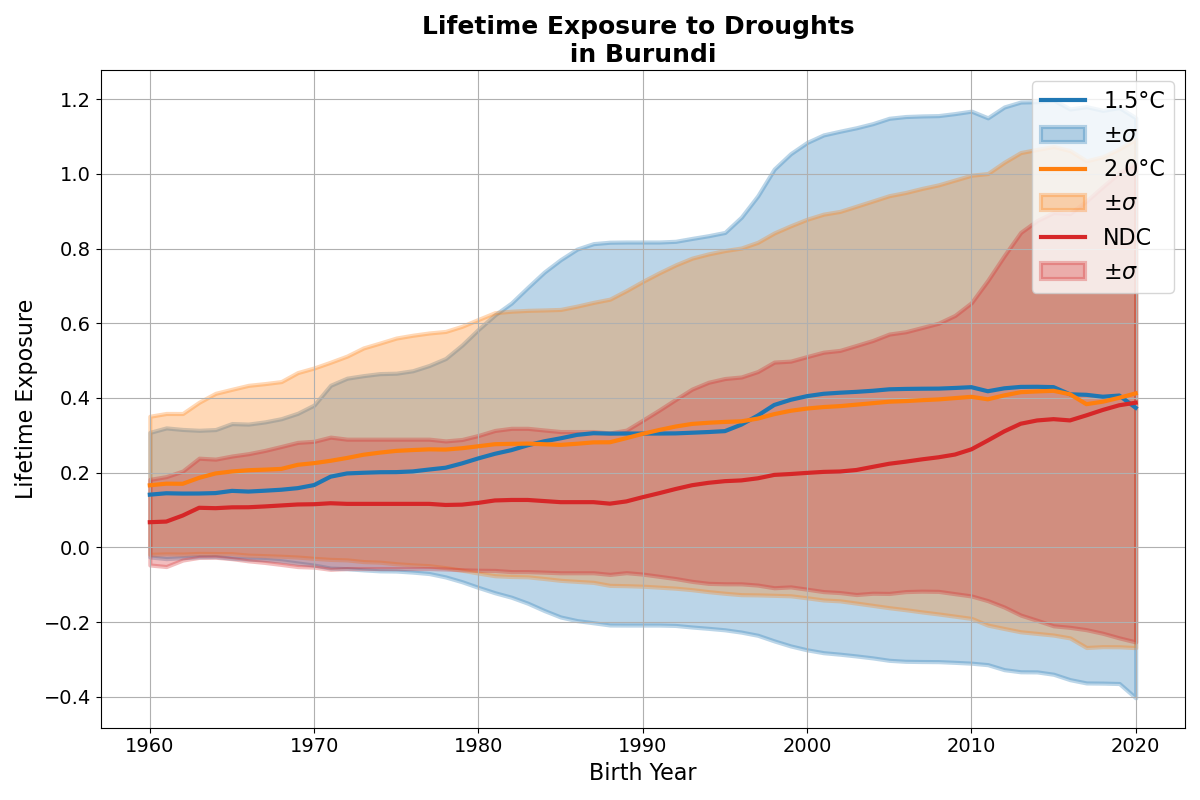 Lifetime Exposure to Droughts
in Burundi
1.2
1.0
0.8
0.6
0.4
0.2
0.0
−0.2
−0.4
Lifetime Exposure
1960
1970
1980
1990
2000
2010
2020
Birth Year
1.5°C
±σ
2.0°C
±σ
NDC
±σ